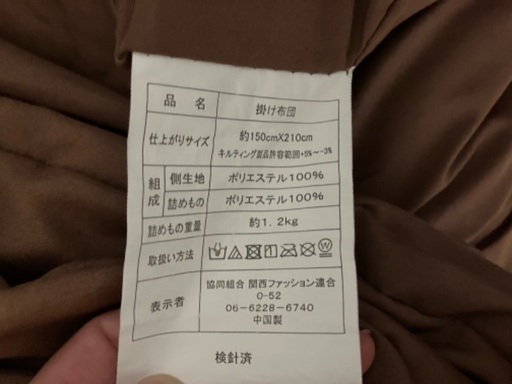 品 名 掛け布団
仕上がりサイズ 約150cmX210cm
キルティング製品許容範囲+5%~-3%
組成 側生地 ポリエステル100%
詰めもの ポリエステル100%
詰めもの重量 約1.2kg
取扱い方法
表示者 協同組合 関西ファッション連合
O-52
06-6228-6740
中国製
検針済